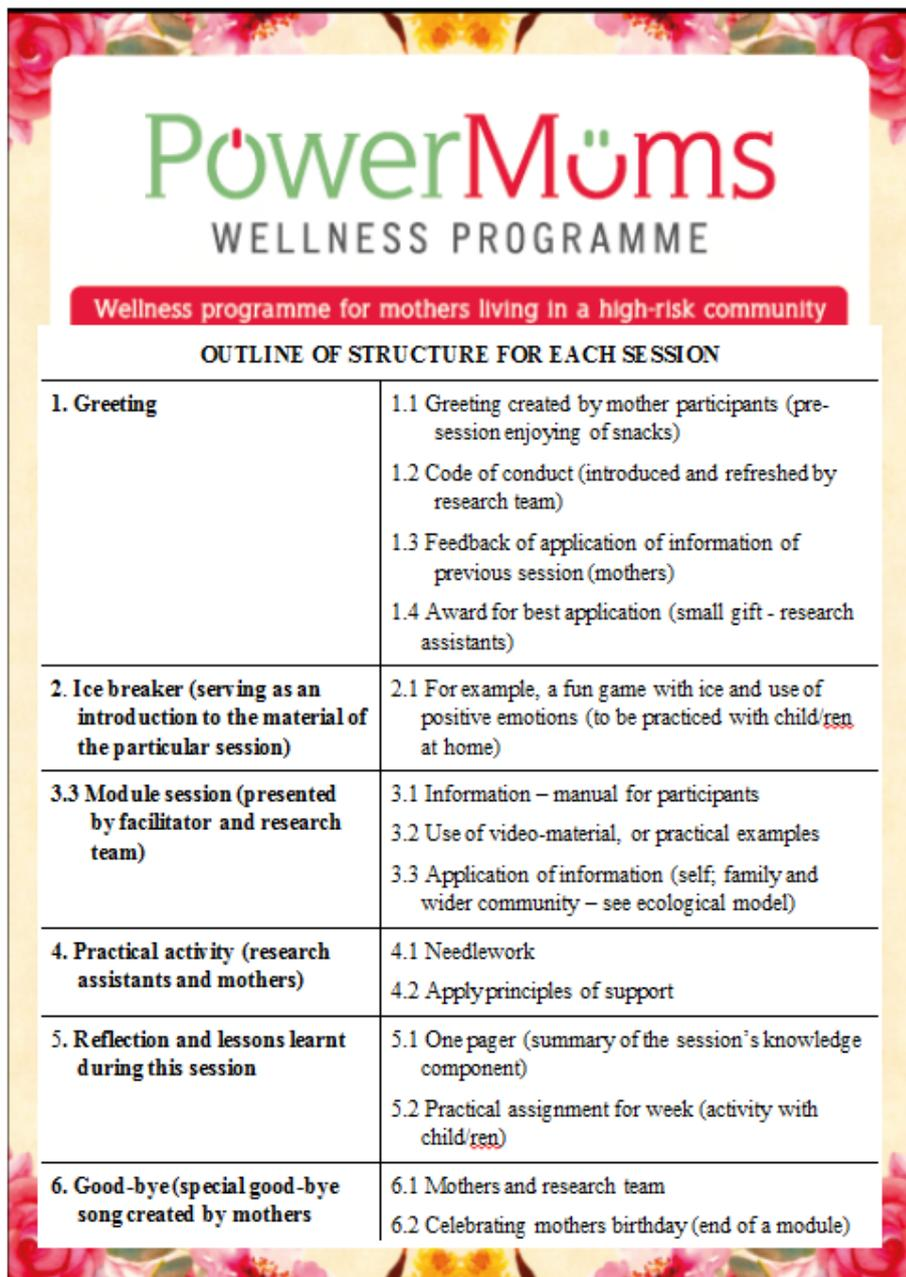 PowerMums
WELLNESS PROGRAMME
Wellness programme for mothers living in a high-risk community
OUTLINE OF STRUCTURE FOR EACH SESSION
1. Greeting
1.1 Greeting created by mother participants (pre-
session enjoying of snacks)
1.2 Code of conduct (introduced and refreshed by
research team)
1.3 Feedback of application of information of
previous session (mothers)
1.4 Award for best application (small gift - research
assistants)
2. Ice breaker (serving as an
introduction to the material of
the particular session)
2.1 For example, a fun game with ice and use of
positive emotions (to be practiced with child/ren
at home)
3.3 Module session (presented
by facilitator and research
team)
3.1 Information – manual for participants
3.2 Use of video-material, or practical examples
3.3 Application of information (self; family and
wider community – see ecological model)
4. Practical activity (research
assistants and mothers)
4.1 Needlework
4.2 Apply principles of support
5. Reflection and lessons learnt
during this session
5.1 One pager (summary of the session’s knowledge
component)
5.2 Practical assignment for week (activity with
child/ren)
6. Good-bye (special good-bye
song created by mothers
6.1 Mothers and research team
6.2 Celebrating mothers birthday (end of a module)